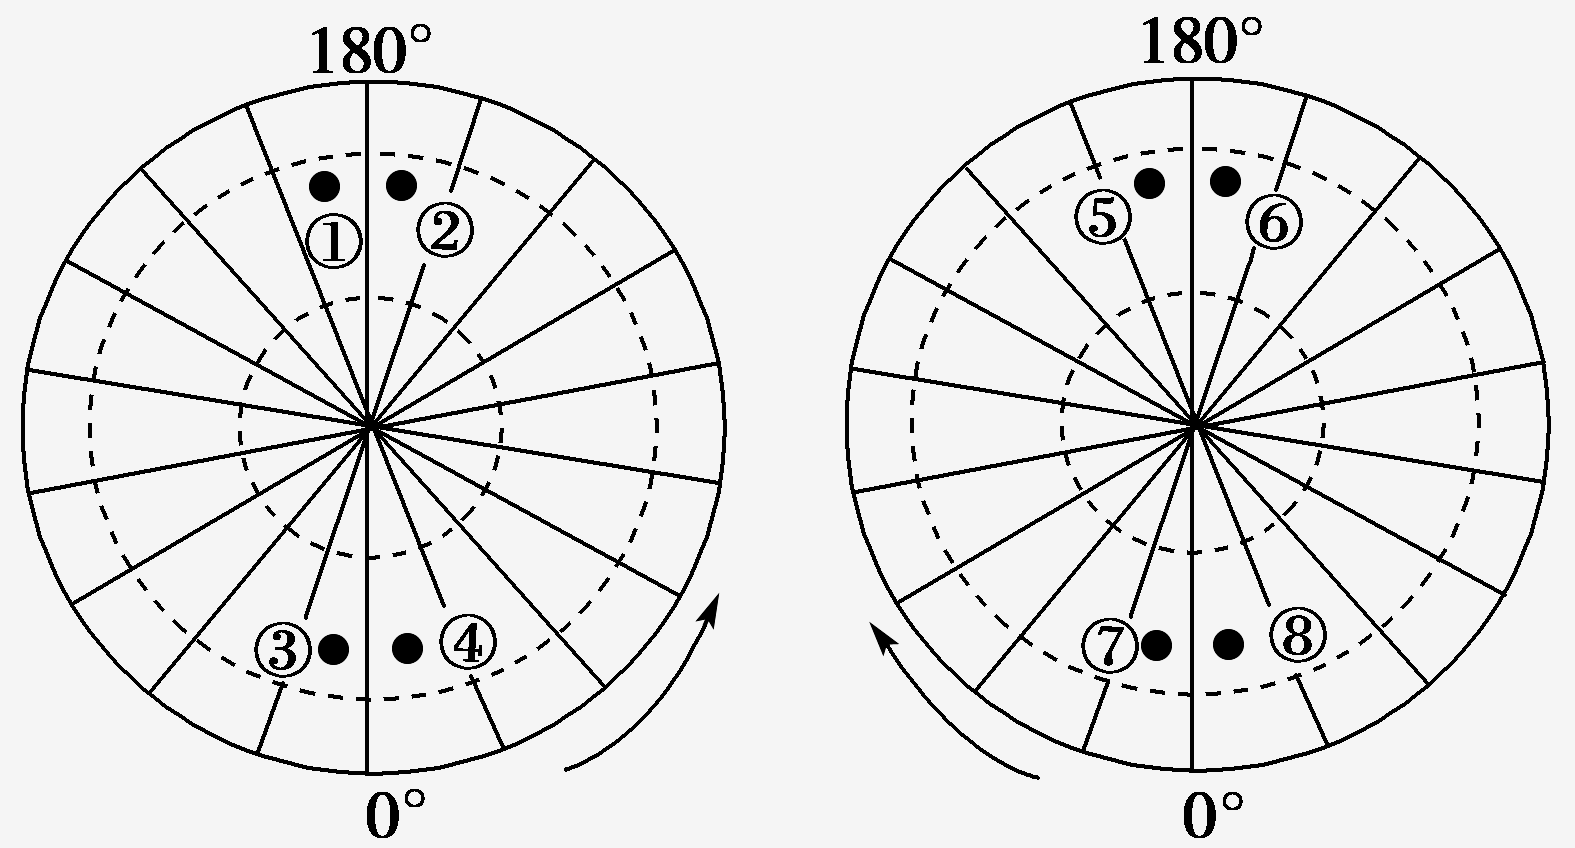 180° 180°
① ② ⑤ ⑥
③ ④ ⑦ ⑧
0° 0°